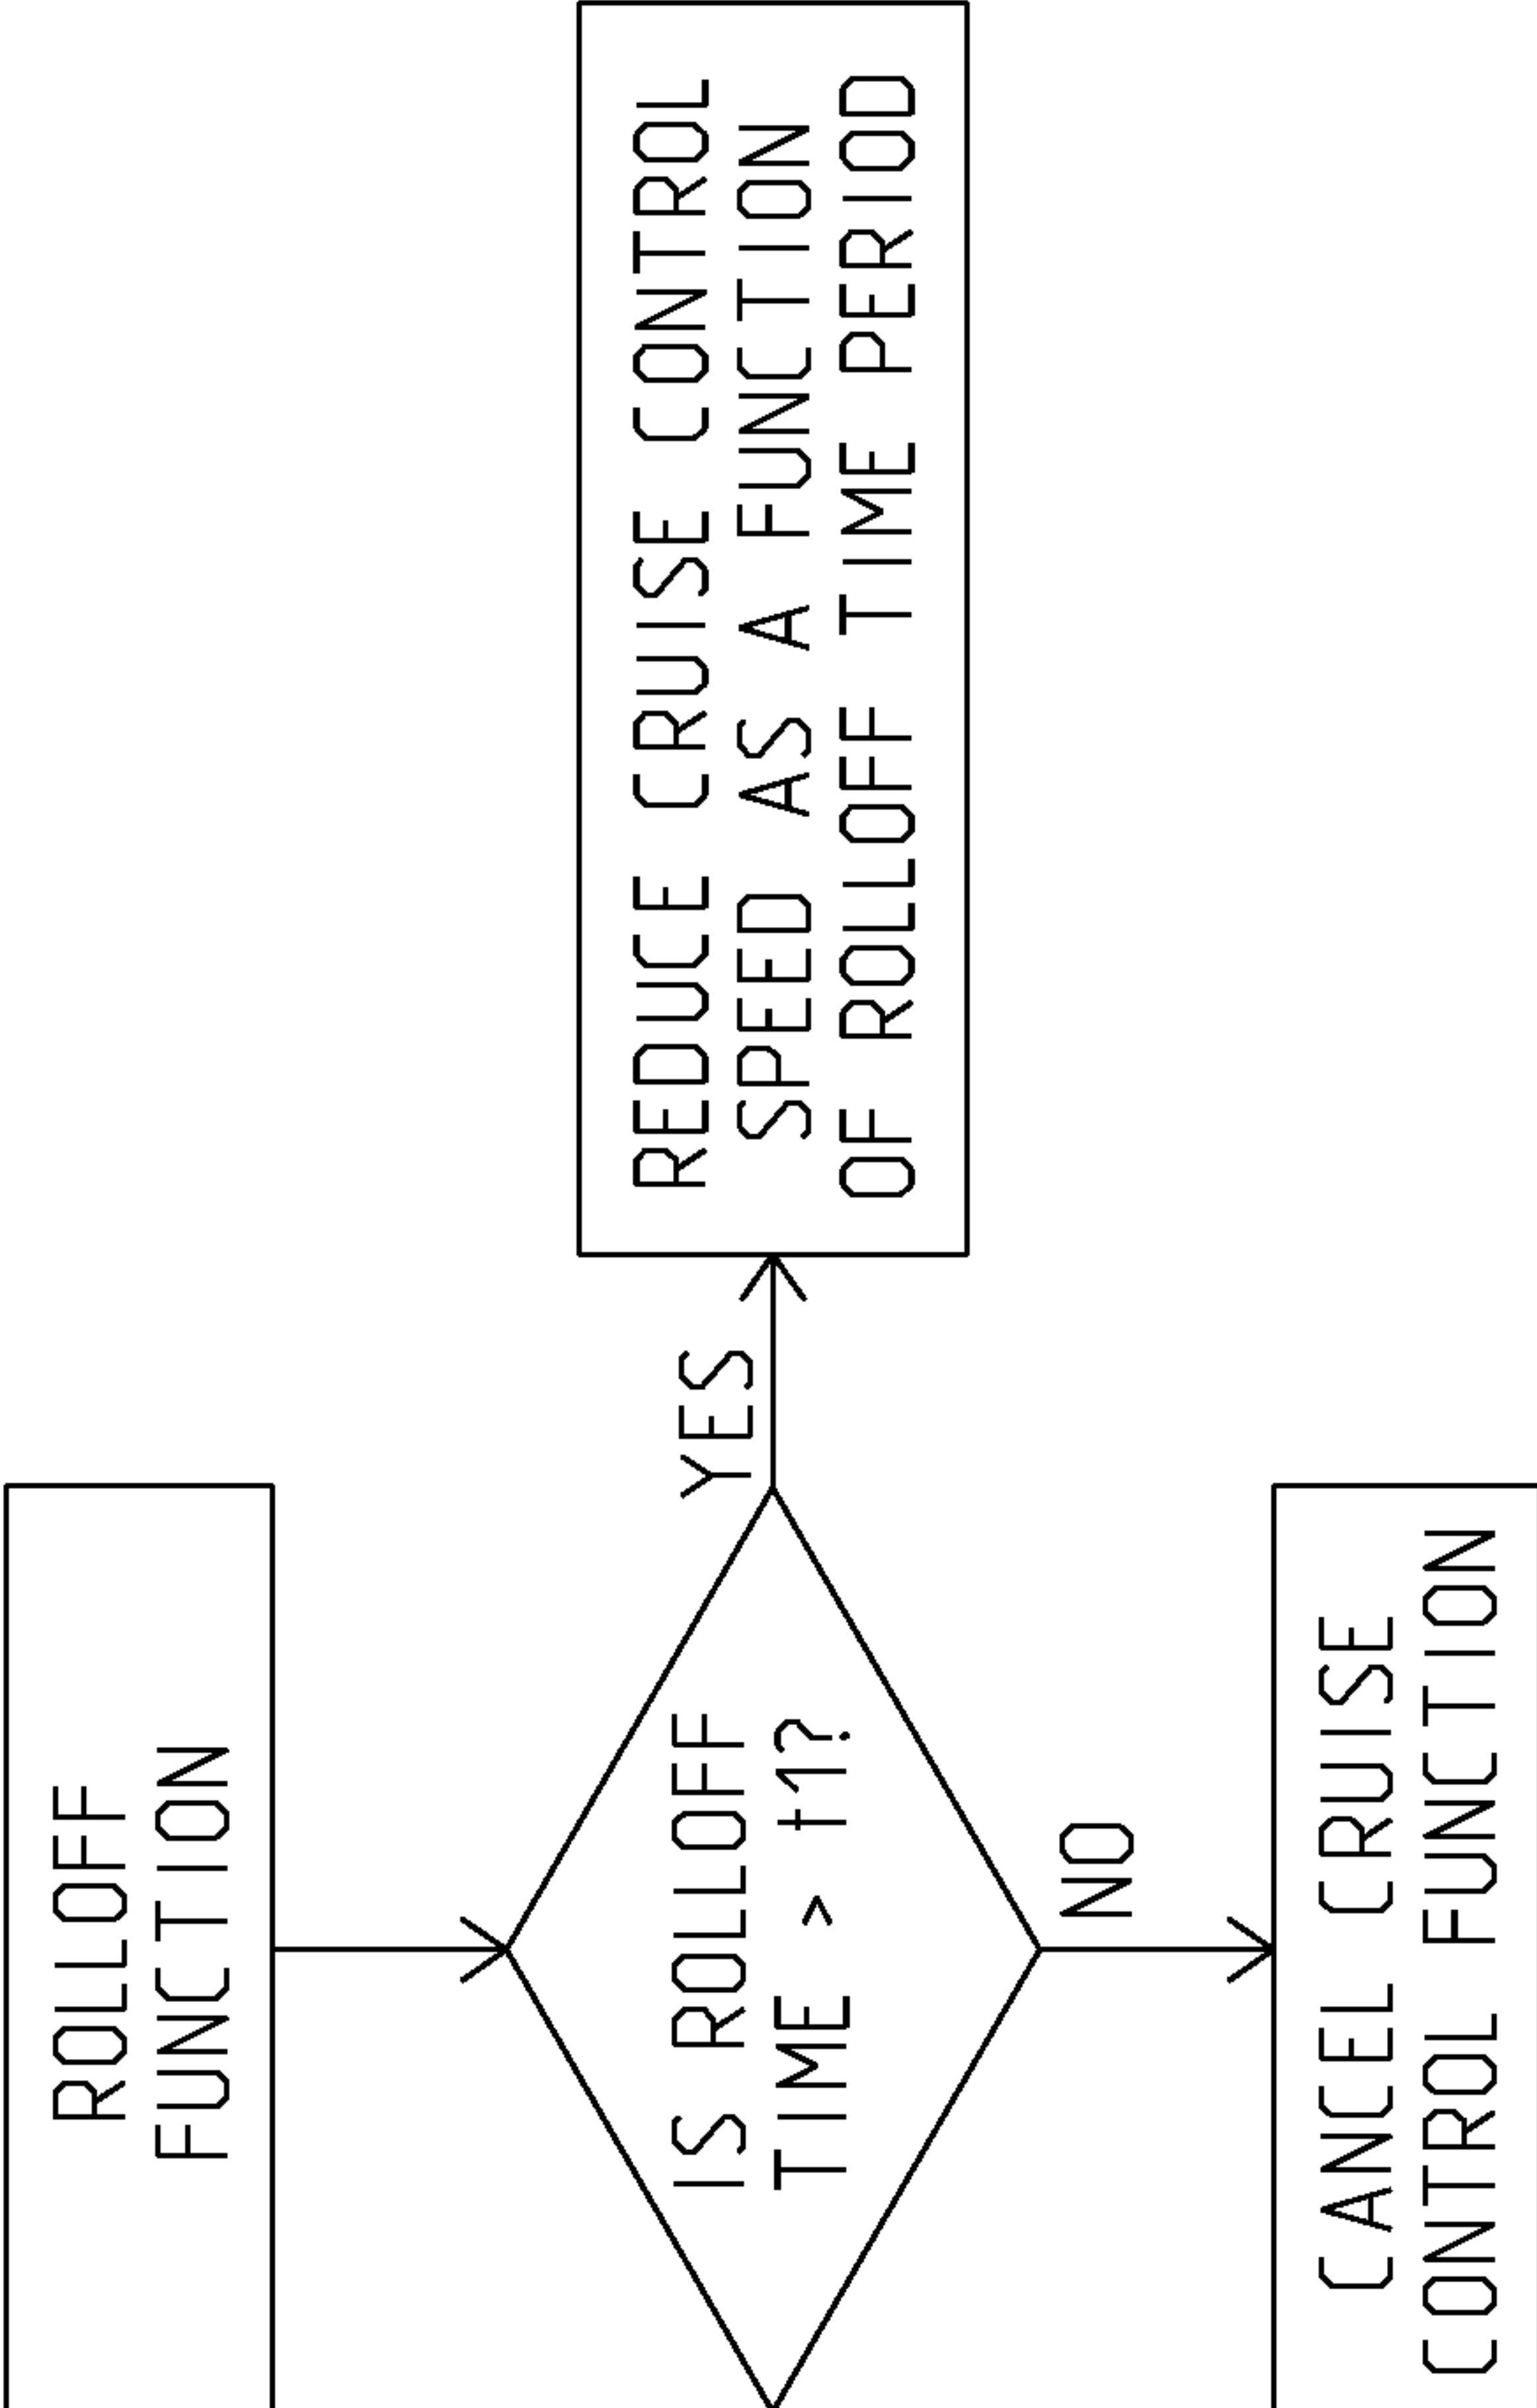 ROLLOFF
FUNCTION
IS ROLLOFF
TIME > t1?
YES
REDUCE CRUISE CONTROL
SPEED AS A FUNCTION
OF ROLLOFF TIME PERIOD
NO
CANCEL CRUISE
CONTROL FUNCTION